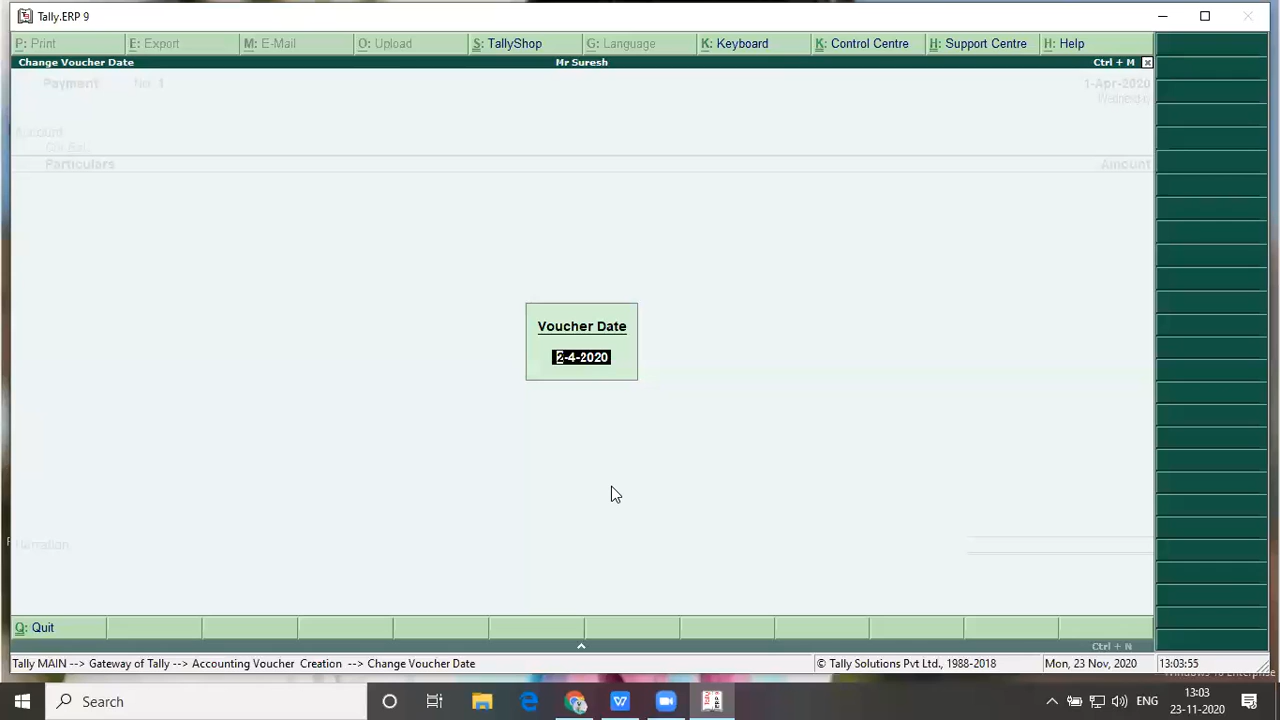 Tally.ERP 9
P: Print E: Export M: E-Mail O: Upload S: TallyShop G: Language K: Keyboard K: Control Centre H: Support Centre H: Help
Change Voucher Date Mr Suresh Ctrl + M
Payment No. 1 1-Apr-2020
Wednesday
Account
Particulars Amount
Voucher Date
2-4-2020
Narration
Q: Quit
Ctrl + N
Tally MAIN --> Gateway of Tally --> Accounting Voucher Creation --> Change Voucher Date © Tally Solutions Pvt Ltd., 1988-2018 Mon, 23 Nov, 2020 13:03:55
Windows 10 Enterprise
Search ENG 13:03
23-11-2020